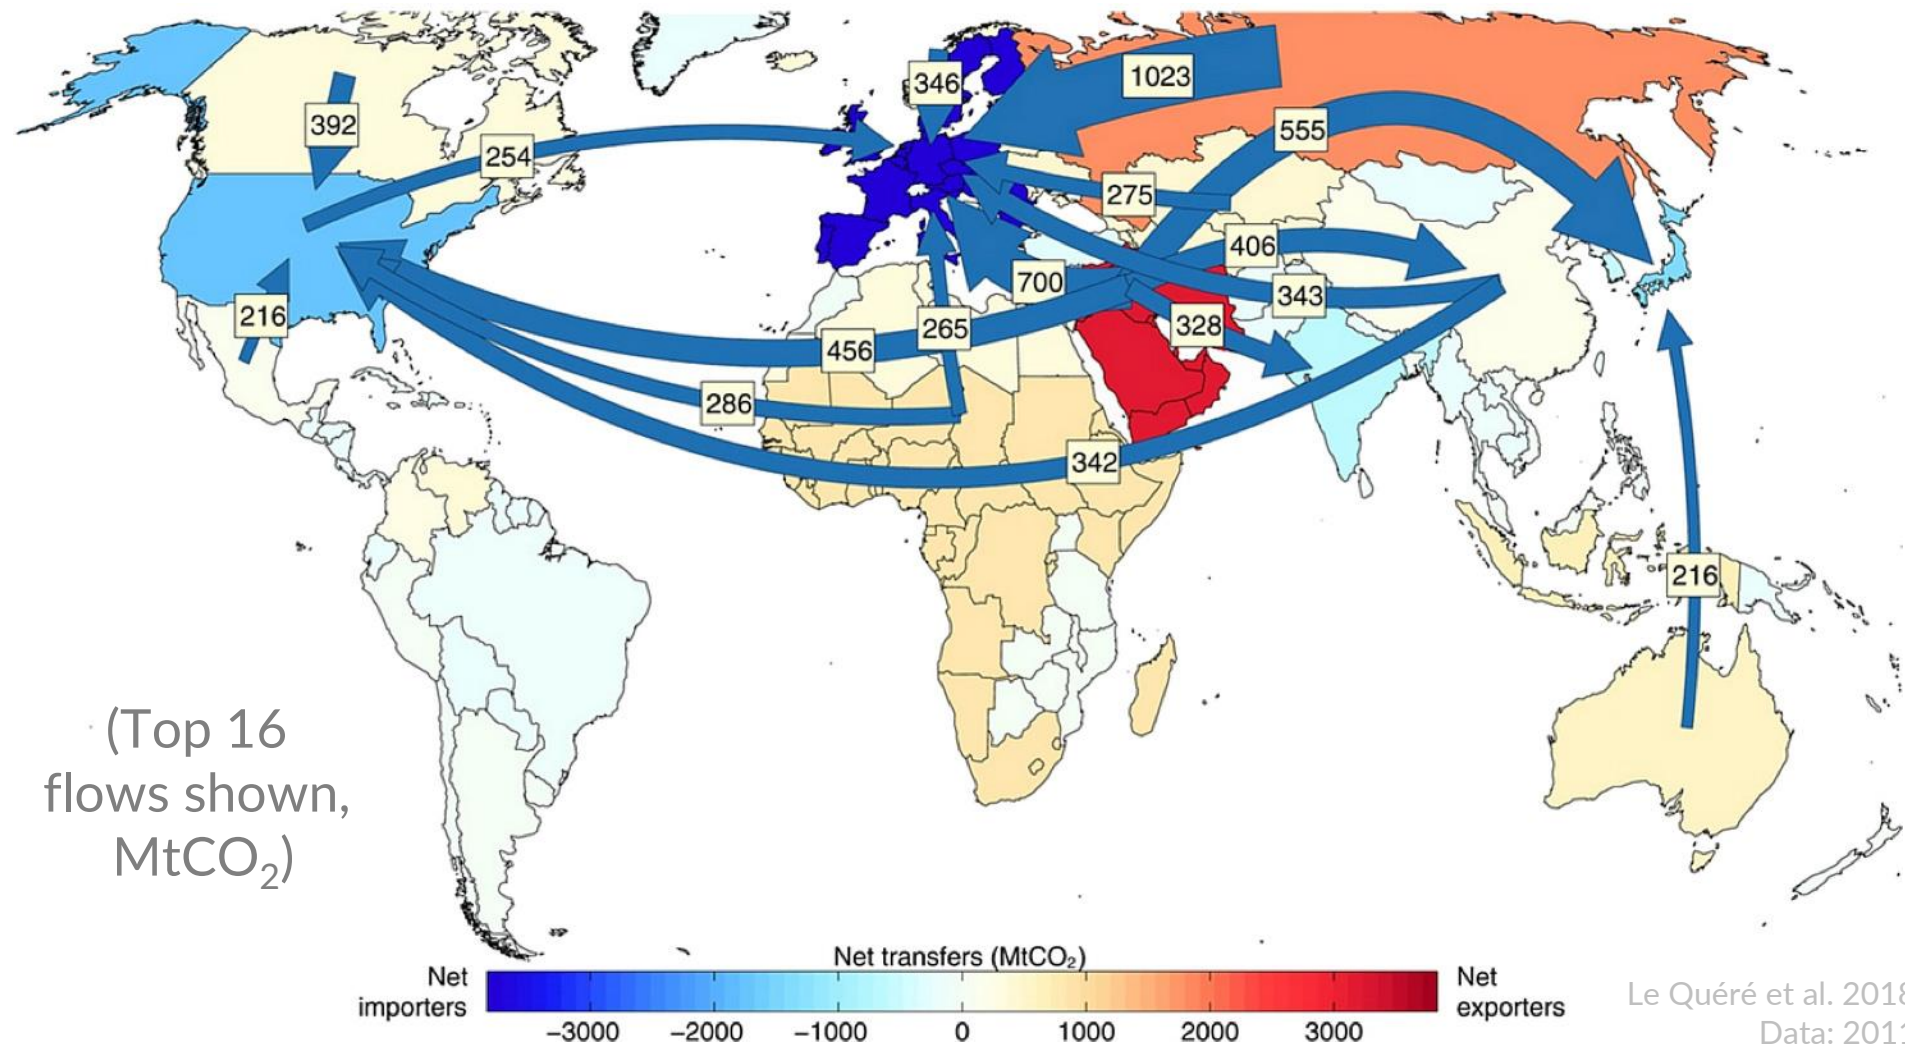 346
1023
392
555
254
275
406
700
343
216
265
328
456
286
342
216
(Top 16
flows shown,
MtCO₂)
Net transfers (MtCO₂)
Net
importers
Net
exporters
−3000 −2000 −1000 0 1000 2000 3000
Le Quéré et al. 2018
Data: 2011